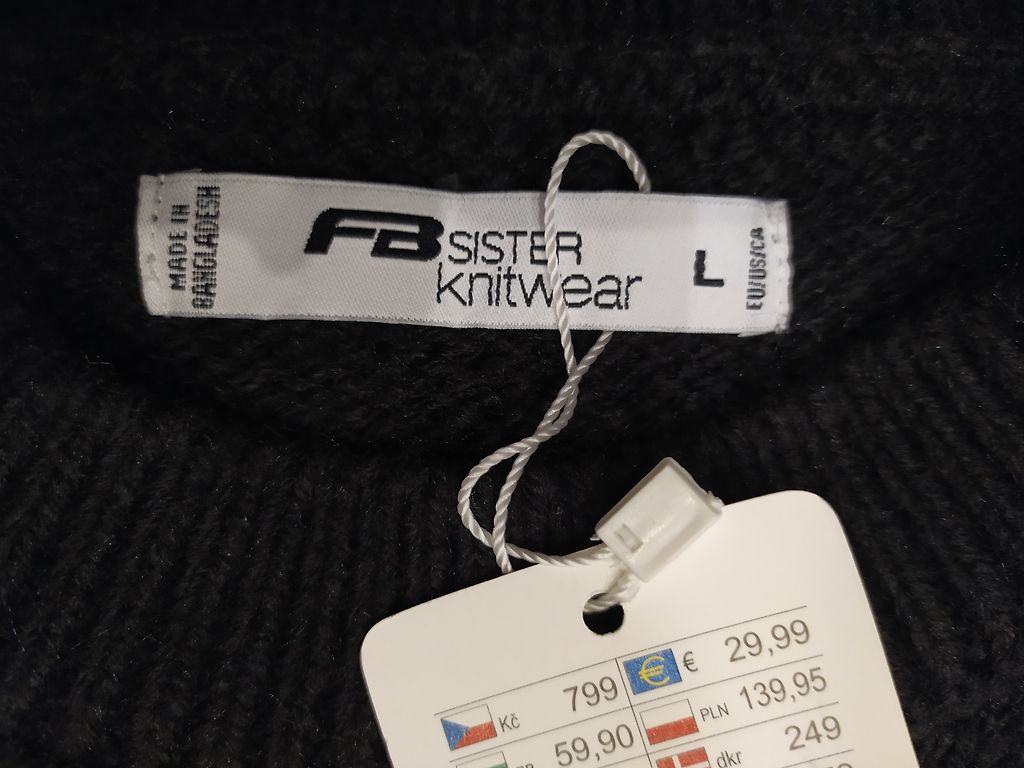 MADE IN
BANGLADESH
FB SISTER
knitwear
L
EU/US/CA
Kč 799
€ 29,99
59,90
PLN 139,95
dkr 249